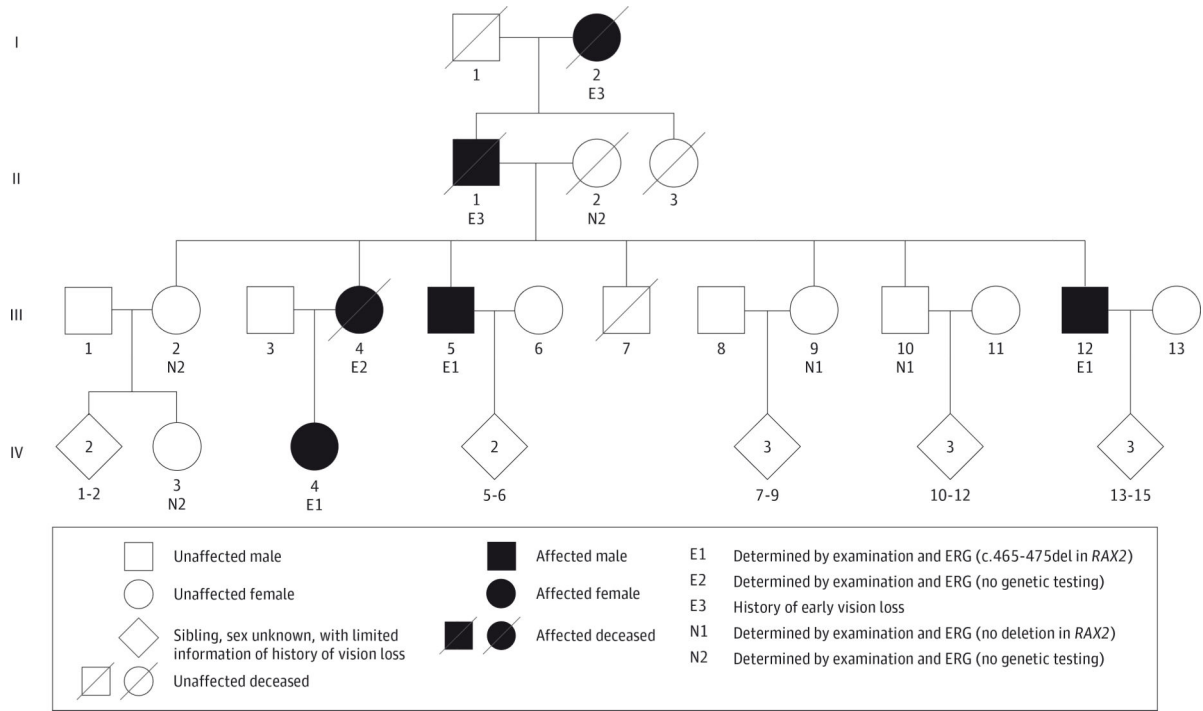 I
1
2
E3
II
1
E3
2
N2
3
III
1
2
N2
3
4
E2
5
E1
6
7
8
9
N1
10
N1
11
12
E1
13
IV
2
1-2
3
N2
4
E1
2
5-6
3
7-9
3
10-12
3
13-15
Unaffected male
Unaffected female
Sibling, sex unknown, with limited
information of history of vision loss
Unaffected deceased
Affected male
Affected female
Affected deceased
E1 Determined by examination and ERG (c.465-475del in RAX2)
E2 Determined by examination and ERG (no genetic testing)
E3 History of early vision loss
N1 Determined by examination and ERG (no deletion in RAX2)
N2 Determined by examination and ERG (no genetic testing)